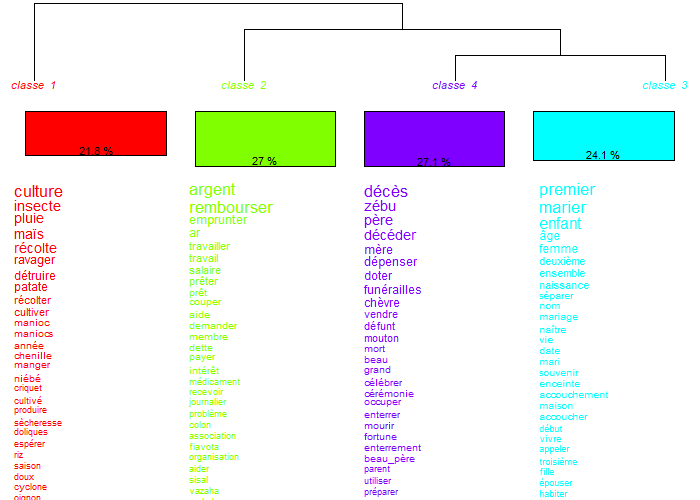 classe 1
classe 2
classe 4
classe 3
21.8 %
27 %
27.1 %
24.1 %
culture
insecte
pluie
maïs
récolte
ravager
détruire
patate
récolter
cultiver
manioc
maniocs
année
chenille
manger
niébé
criquet
cultivé
produire
sècheresse
doliques
espérer
riz
saison
doux
cyclone
oignon
argent
rembourser
emprunter
ar
travailler
travail
salaire
prêter
prêt
couper
aide
demander
membre
dette
payer
intérêt
médicament
recevoir
journalier
problème
colon
association
fiavota
organisation
aider
sisal
vazaha
décès
zébu
père
décéder
mère
dépenser
doter
funérailles
chèvre
vendre
défunt
mouton
mort
beau
grand
célébrer
cérémonie
occuper
enterrer
mourir
fortune
enterrement
beau_père
parent
utiliser
préparer
premier
marier
enfant
âge
femme
deuxième
ensemble
naissance
séparer
nom
mariage
naître
vie
date
mari
souvenir
enceinte
accouchement
maison
accoucher
début
vivre
appeler
troisième
fille
épouser
habiter